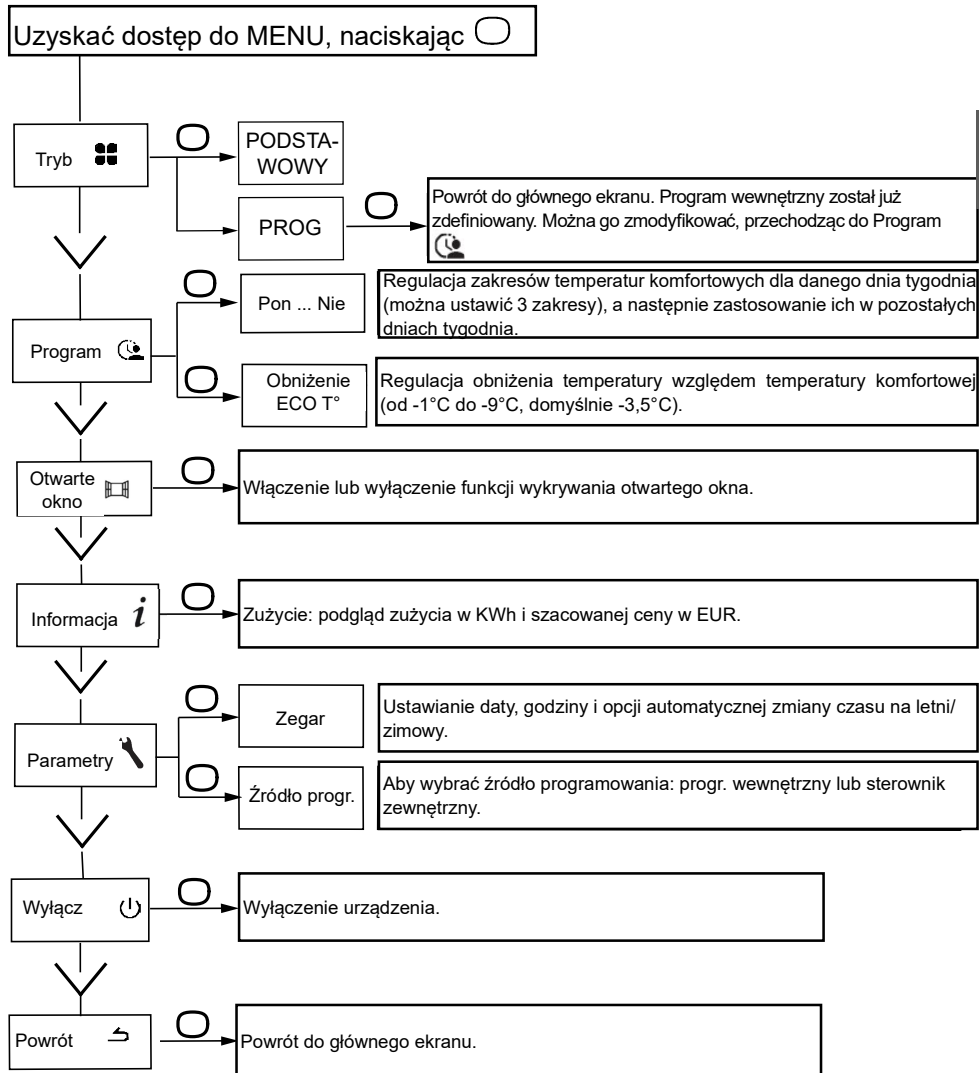 Uzyskać dostęp do MENU, naciskając
Tryb
PODSTA-
WOWY
PROG
Powrót do głównego ekranu. Program wewnętrzny został już
zdefiniowany. Można go zmodyfikować, przechodząc do Program
Program
Pon ... Nie
Regulacja zakresów temperatur komfortowych dla danego dnia tygodnia
(można ustawić 3 zakresy), a następnie zastosowanie ich w pozostałych
dniach tygodnia.
Obniżenie
ECO T°
Regulacja obniżenia temperatury względem temperatury komfortowej
(od -1°C do -9°C, domyślnie -3,5°C).
Otwarte
okno
Włączenie lub wyłączenie funkcji wykrywania otwartego okna.
Informacja i
Zużycie: podgląd zużycia w KWh i szacowanej ceny w EUR.
Parametry
Zegar
Ustawianie daty, godziny i opcji automatycznej zmiany czasu na letni/
zimowy.
Źródło progr.
Aby wybrać źródło programowania: progr. wewnętrzny lub sterownik
zewnętrzny.
Wyłącz
Wyłączenie urządzenia.
Powrót
Powrót do głównego ekranu.